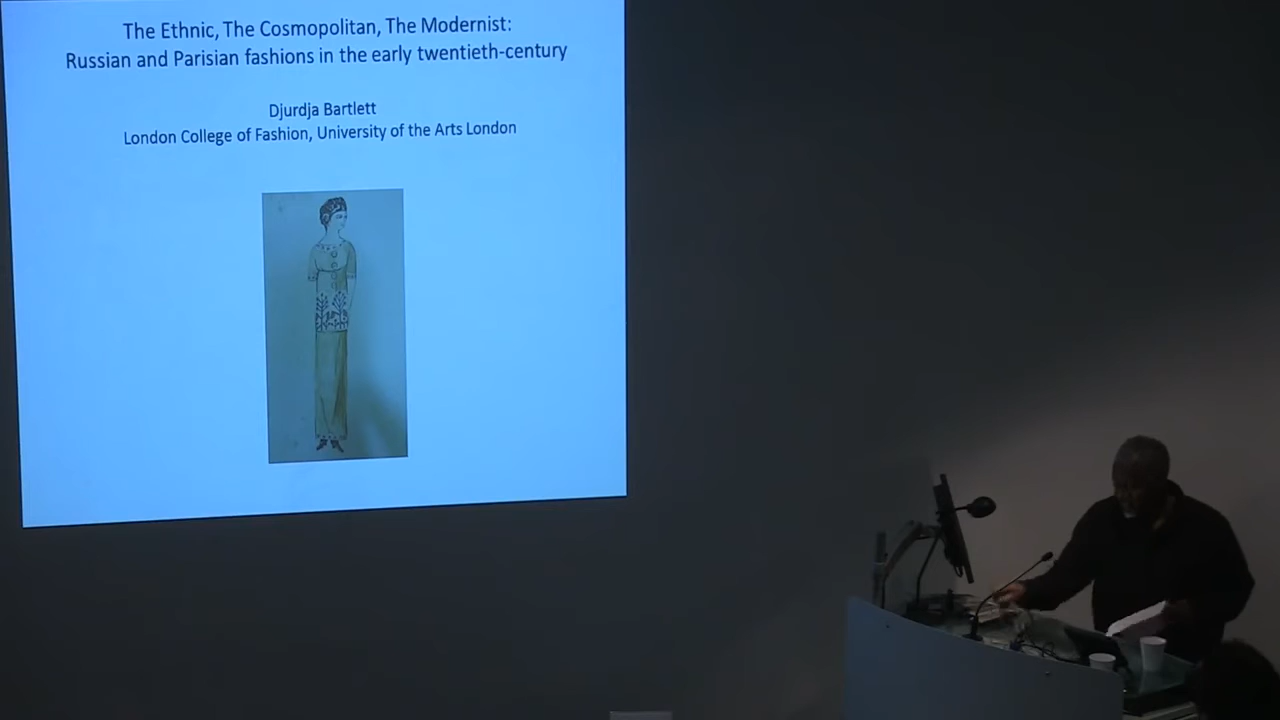 The Ethnic, The Cosmopolitan, The Modernist:
Russian and Parisian fashions in the early twentieth-century
Djurdja Bartlett
London College of Fashion, University of the Arts London